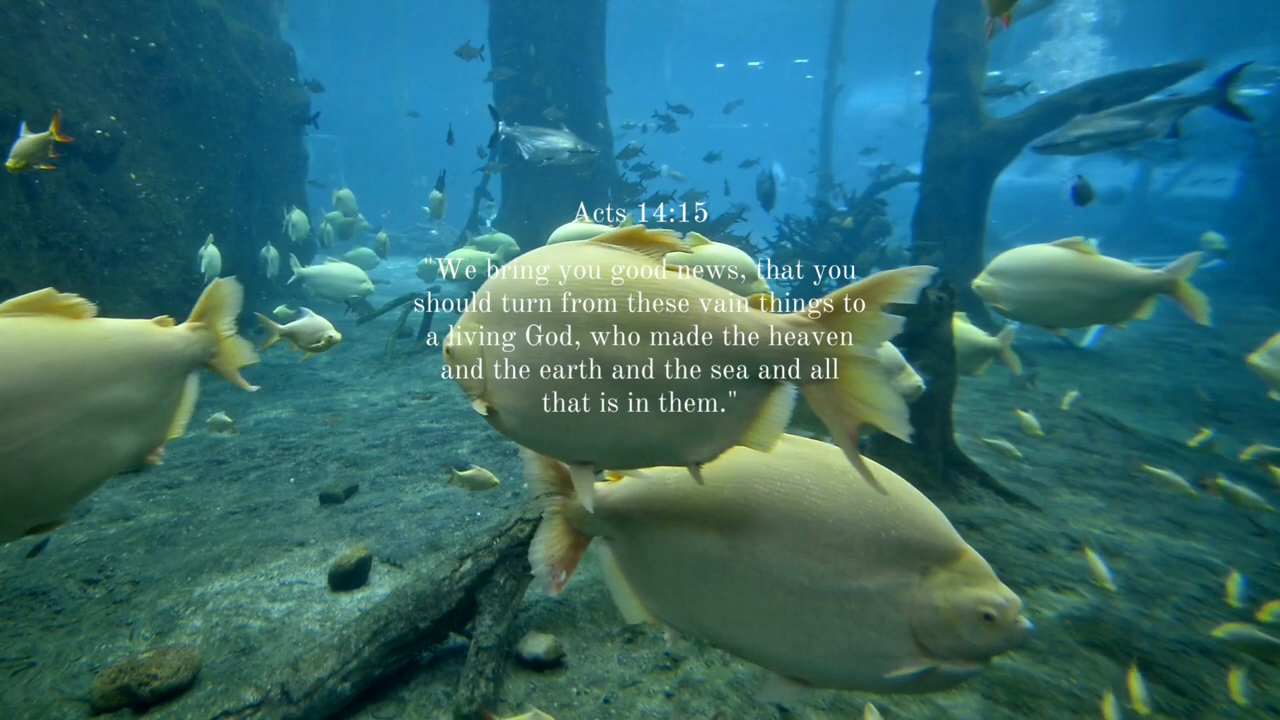 Acts 14:15
"We bring you good news, that you
should turn from these vain things to
a living God, who made the heaven
and the earth and the sea and all
that is in them."